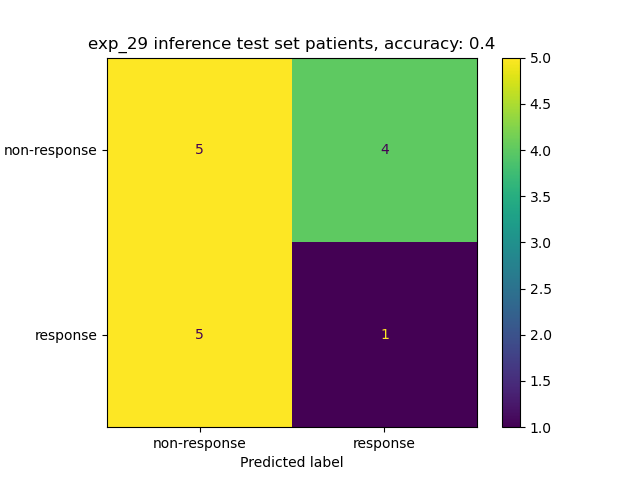 exp_29 inference test set patients, accuracy: 0.4
non-response 5 4
response 5 1
non-response response
Predicted label
5.0
4.5
4.0
3.5
3.0
2.5
2.0
1.5
1.0